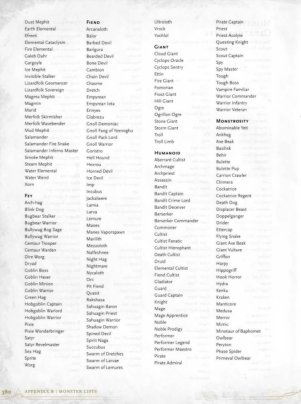 Dust Mephit
Earth Elemental
Efreeti
Elemental Cataclysm
Fire Elemental
Galeb Duhr
Gargoyle
Ice Mephit
Invisible Stalker
Lizardfolk Geomancer
Lizardfolk Sovereign
Magma Mephit
Magmin
Marid
Merfolk Skirmisher
Merfolk Wavebender
Mud Mephit
Salamander
Salamander Fire Snake
Salamander Inferno Master
Smoke Mephit
Steam Mephit
Water Elemental
Water Weird
Xorn
FEY
Arch-hag
Blink Dog
Bugbear Stalker
Bugbear Warrior
Bullywug Bog Sage
Bullywug Warrior
Centaur Trooper
Centaur Warden
Dire Worg
Dryad
Goblin Boss
Goblin Hexer
Goblin Minion
Goblin Warrior
Green Hag
Hobgoblin Captain
Hobgoblin Warlord
Hobgoblin Warrior
Pixie
Pixie Wonderbringer
Satyr
Satyr Revelmaster
Sea Hag
Sprite
Worg
FIEND
Arcanaloth
Balor
Barbed Devil
Barlgura
Bearded Devil
Bone Devil
Cambion
Chain Devil
Chasme
Dretch
Empyrean
Empyrean Iota
Erinyes
Glabrezu
Gnoll Demoniac
Gnoll Fang of Yeenoghu
Gnoll Pack Lord
Gnoll Warrior
Goristro
Hell Hound
Hezrou
Horned Devil
Ice Devil
Imp
Incubus
Jackalwere
Lamia
Larva
Lemure
Manes
Manes Vaporspawn
Marilith
Mezzoloth
Nalfeshnee
Night Hag
Nightmare
Nycaloth
Orc
Pit Fiend
Quasit
Rakshasa
Sahuagin Baron
Sahuagin Priest
Sahuagin Warrior
Shadow Demon
Spined Devil
Spirit Naga
Succubus
Swarm of Dretches
Swarm of Larvae
Swarm of Lemures
Ultroloth
Vrock
Yochlol
GIANT
Cloud Giant
Cyclops Oracle
Cyclops Sentry
Ettin
Fire Giant
Fomorian
Frost Giant
Hill Giant
Ogre
Ogrillon Ogre
Stone Giant
Storm Giant
Troll
Troll Limb
HUMANOID
Aberrant Cultist
Archmage
Archpriest
Assassin
Bandit
Bandit Captain
Bandit Crime Lord
Bandit Deceiver
Berserker
Berserker Commander
Commoner
Cultist
Cultist Fanatic
Cultist Hierophant
Death Cultist
Druid
Elemental Cultist
Fiend Cultist
Gladiator
Guard
Guard Captain
Knight
Mage
Mage Apprentice
Noble
Noble Prodigy
Performer
Performer Legend
Performer Maestro
Pirate
Pirate Admiral
Pirate Captain
Priest
Priest Acolyte
Questing Knight
Scout
Scout Captain
Spy
Spy Master
Tough
Tough Boss
Vampire Familiar
Warrior Commander
Warrior Infantry
Warrior Veteran
MONSTROSITY
Abominable Yeti
Ankheg
Axe Beak
Basilisk
Behir
Bulette
Bulette Pup
Carrion Crawler
Chimera
Cockatrice
Cockatrice Regent
Death Dog
Displacer Beast
Doppelganger
Drider
Ettercap
Flying Snake
Giant Axe Beak
Giant Vulture
Griffon
Harpy
Hippogriff
Hook Horror
Hydra
Kenku
Kraken
Manticore
Medusa
Merrow
Mimic
Minotaur of Baphomet
Owlbear
Peryton
Phase Spider
Primeval Owlbear
380 APPENDIX B | MONSTER LISTS